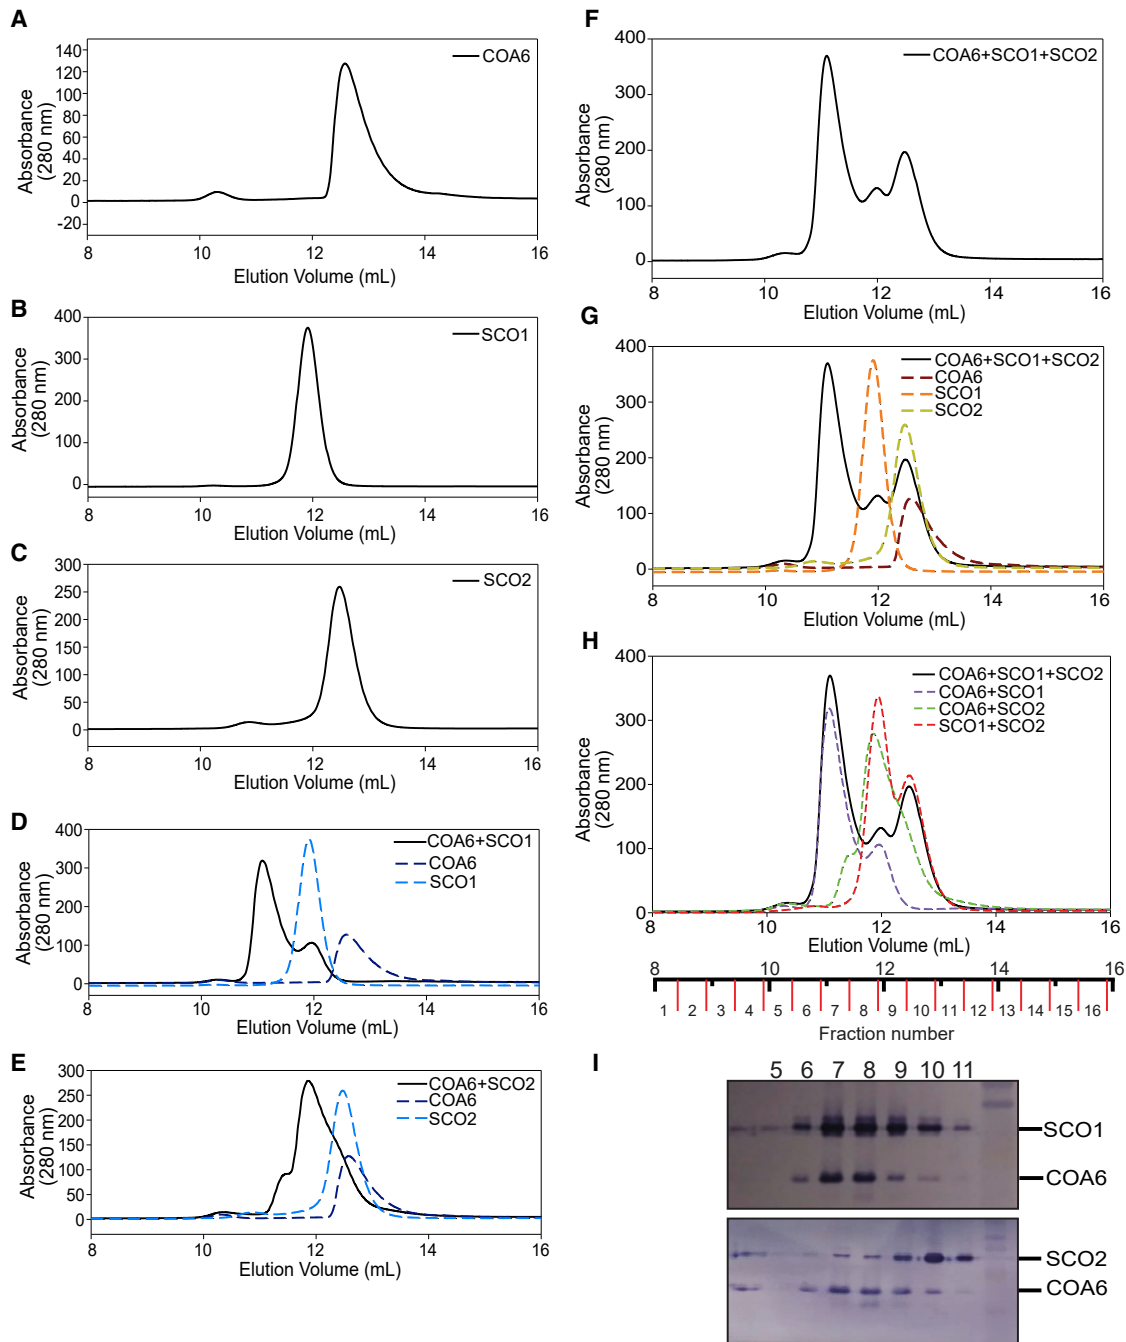 A
Absorbance
(280 nm)
140
120
100
80
60
40
20
0
-20
COA6
8
10
12
14
16
Elution Volume (mL)
B
Absorbance
(280 nm)
400
300
200
100
0
SCO1
8
10
12
14
16
Elution Volume (mL)
C
Absorbance
(280 nm)
300
250
200
150
100
50
0
SCO2
8
10
12
14
16
Elution Volume (mL)
D
Absorbance
(280 nm)
400
300
200
100
0
COA6+SCO1
COA6
SCO1
8
10
12
14
16
Elution Volume (mL)
E
Absorbance
(280 nm)
300
250
200
150
100
50
0
COA6+SCO2
COA6
SCO2
8
10
12
14
16
Elution Volume (mL)
F
Absorbance
(280 nm)
400
300
200
100
0
COA6+SCO1+SCO2
8
10
12
14
16
Elution Volume (mL)
G
Absorbance
(280 nm)
400
300
200
100
0
COA6+SCO1+SCO2
COA6
SCO1
SCO2
8
10
12
14
16
Elution Volume (mL)
H
Absorbance
(280 nm)
400
300
200
100
0
COA6+SCO1+SCO2
COA6+SCO1
COA6+SCO2
SCO1+SCO2
8
10
12
14
16
Elution Volume (mL)
8
10
12
14
16
1 2 3 4 5 6 7 8 9 10 11 12 13 14 15 16
Fraction number
I
5 6 7 8 9 10 11
SCO1
COA6
SCO2
COA6